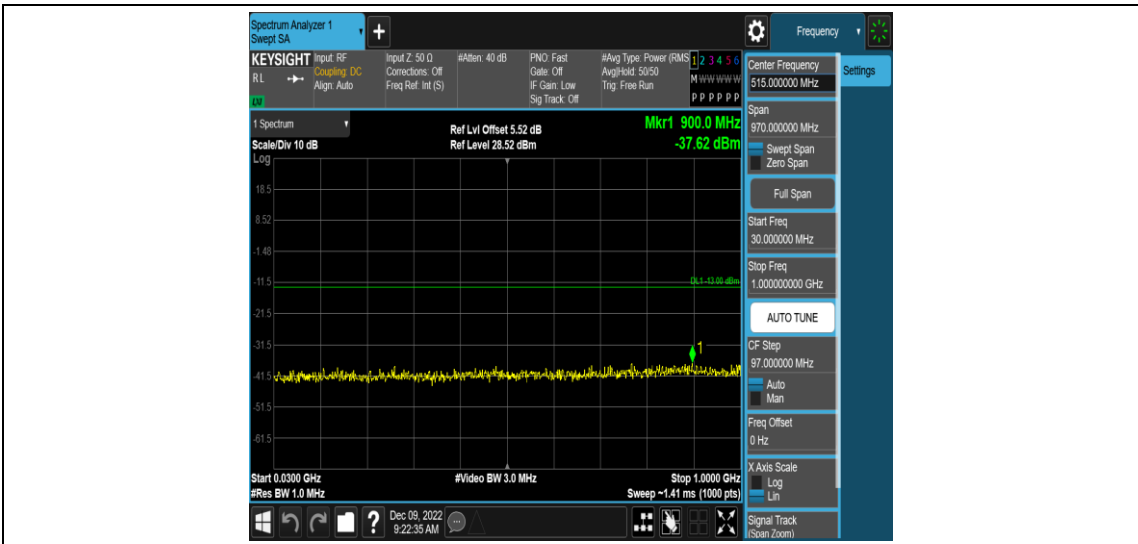 Spectrum Analyzer 1
Swept SA
Frequency
KEYSIGHT
RL
LXI
Input: RF
Coupling: DC
Align: Auto
Input Z: 50 Ω
Corrections: Off
Freq Ref: Int (S)
#Atten: 40 dB
PNO: Fast
Gate: Off
IF Gain: Low
Sig Track: Off
#Avg Type: Power (RMS
Avg|Hold: 50/50
Trig: Free Run
1 2 3 4 5 6
M W W W W W
P P P P P P
1 Spectrum
Scale/Div 10 dB
Log
Ref Lvl Offset 5.52 dB
Ref Level 28.52 dBm
Mkr1 900.0 MHz
-37.62 dBm
18.5
8.52
-1.48
-11.5
-21.5
-31.5
-41.5
-51.5
-61.5
DL1 -13.00 dBm
1
Start 0.0300 GHz
#Res BW 1.0 MHz
#Video BW 3.0 MHz
Stop 1.0000 GHz
Sweep ~1.41 ms (1000 pts)
Dec 09, 2022
9:22:35 AM
Center Frequency
515.000000 MHz
Settings
Span
970.000000 MHz
Swept Span
Zero Span
Full Span
Start Freq
30.000000 MHz
Stop Freq
1.000000000 GHz
AUTO TUNE
CF Step
97.000000 MHz
Auto
Man
Freq Offset
0 Hz
X Axis Scale
Log
Lin
Signal Track
(Span Zoom)